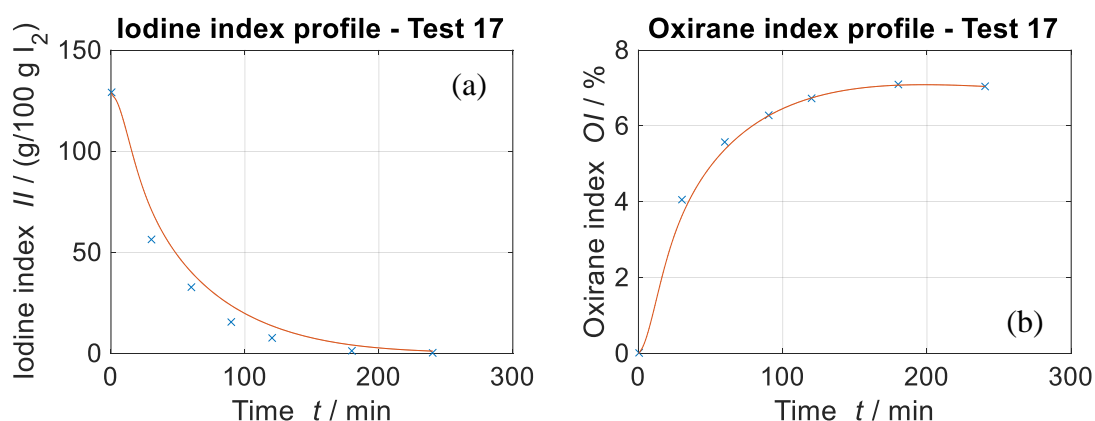 Iodine index profile - Test 17
Iodine index II / (g/100 g I2)
150
100
50
0
(a)
0 100 200 300
Time t / min
Oxirane index profile - Test 17
Oxirane index OI / %
8
6
4
2
0
(b)
0 100 200 300
Time t / min